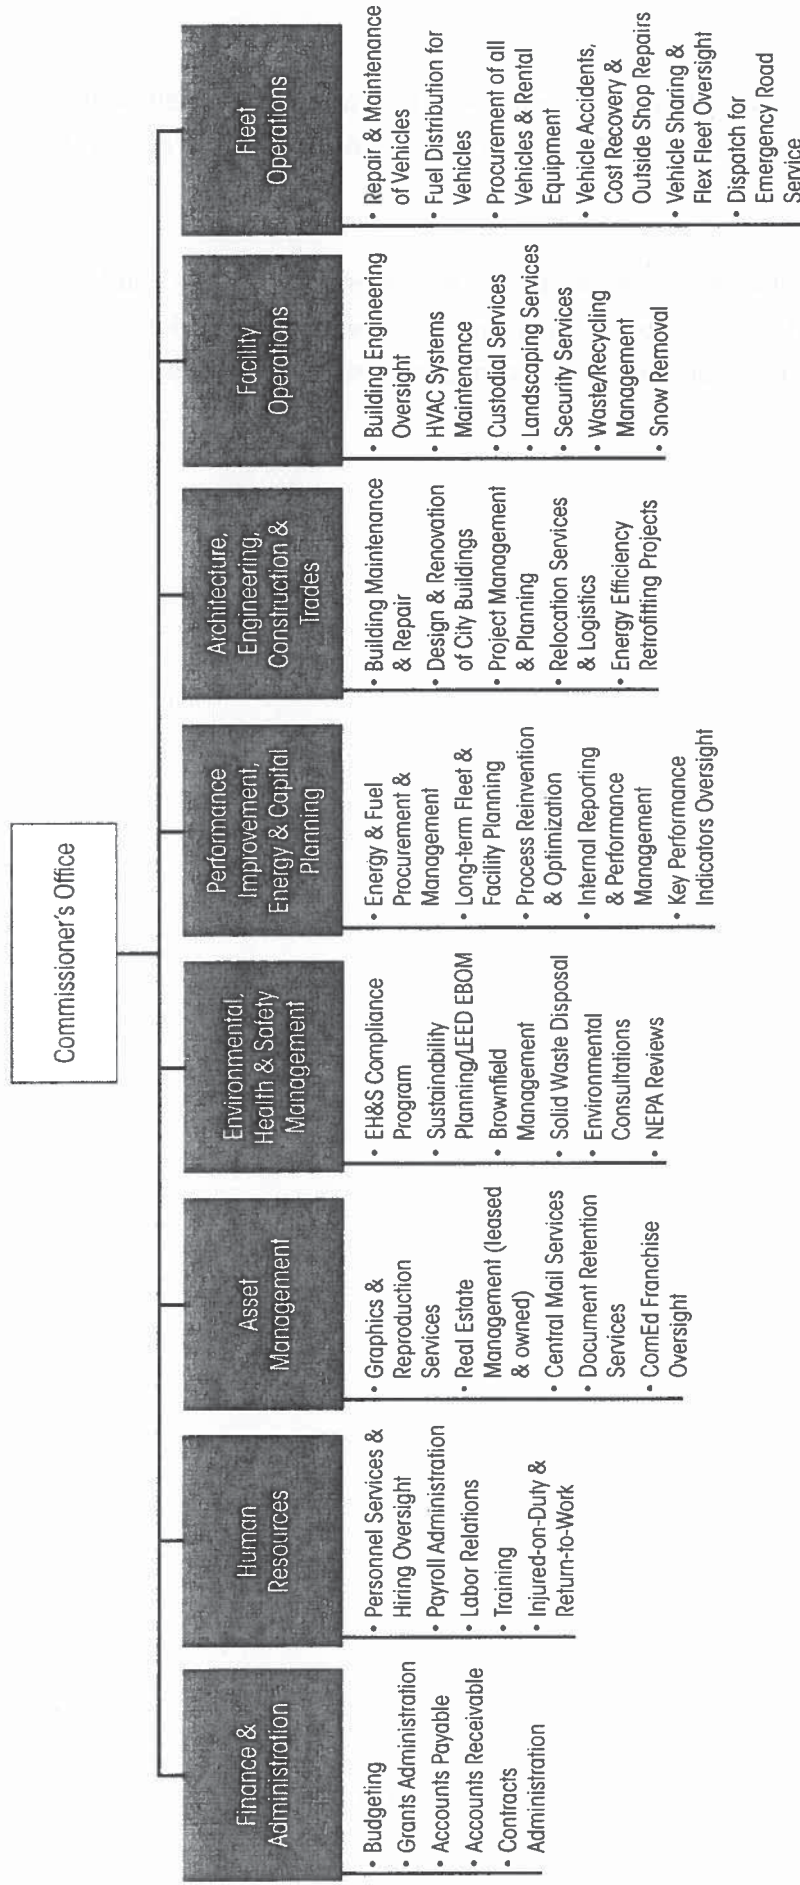 Commissioner's Office
Finance &
Administration
• Budgeting
• Grants Administration
• Accounts Payable
• Accounts Receivable
• Contracts
Administration
Human
Resources
• Personnel Services &
Hiring Oversight
• Payroll Administration
• Labor Relations
• Training
• Injured-on-Duty &
Return-to-Work
Asset
Management
• Graphics &
Reproduction
Services
• Real Estate
Management (leased
& owned)
• Central Mail Services
• Document Retention
Services
• ComEd Franchise
Oversight
Environmental,
Health & Safety
Management
• EH&S Compliance
Program
• Sustainability
Planning/LEED EBOM
• Brownfield
Management
• Solid Waste Disposal
• Environmental
Consultations
• NEPA Reviews
Performance
Improvement,
Energy & Capital
Planning
• Energy & Fuel
Procurement &
Management
• Long-term Fleet &
Facility Planning
• Process Reinvention
& Optimization
• Internal Reporting
& Performance
Management
• Key Performance
Indicators Oversight
Architecture,
Engineering,
Construction &
Trades
• Building Maintenance
& Repair
• Design & Renovation
of City Buildings
• Project Management
& Planning
• Relocation Services
& Logistics
• Energy Efficiency
Retrofitting Projects
Facility
Operations
• Building Engineering
Oversight
• HVAC Systems
Maintenance
• Custodial Services
• Landscaping Services
• Security Services
• Waste/Recycling
Management
• Snow Removal
Fleet
Operations
• Repair & Maintenance
of Vehicles
• Fuel Distribution for
Vehicles
• Procurement of all
Vehicles & Rental
Equipment
• Vehicle Accidents,
Cost Recovery &
Outside Shop Repairs
• Vehicle Sharing &
Flex Fleet Oversight
• Dispatch for
Emergency Road
Service